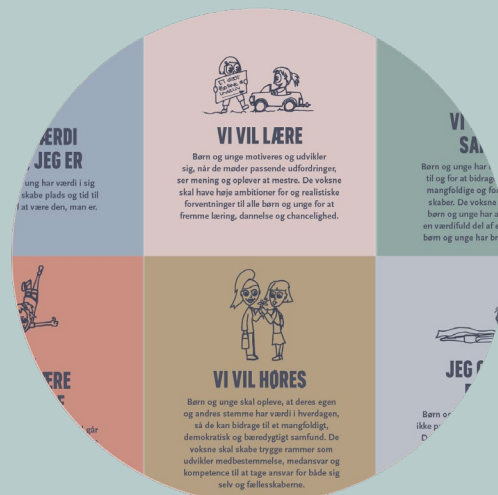 ÆRDI
JEG ER
ung har værdi i sig
skabe plads og tid til
at være den, man er.
VI VIL LÆRE
Børn og unge motiveres og udvikler
sig, når de møder passende udfordringer,
ser mening og oplever at mestre. De voksne
skal have høje ambitioner for og realistiske
forventninger til alle børn og unge for at
fremme læring, dannelse og chancelighed.
VI
SA
Børn og unge har
til og for at bidrag
mangfoldige og for
skaber. De voksne
børn og unge har a
en værdifuld del af e
børn og unge har br
ÆRE
E
går
VI VIL HØRES
Børn og unge skal opleve, at deres egen
og andres stemme har værdi i hverdagen,
så de kan bidrage til et mangfoldigt,
demokratisk og bæredygtigt samfund. De
voksne skal skabe trygge rammer som
udvikler medbestemmelse, medansvar og
kompetence til at tage ansvar for både sig
selv og fællesskaberne.
JEG
Børn o
ikke p
D